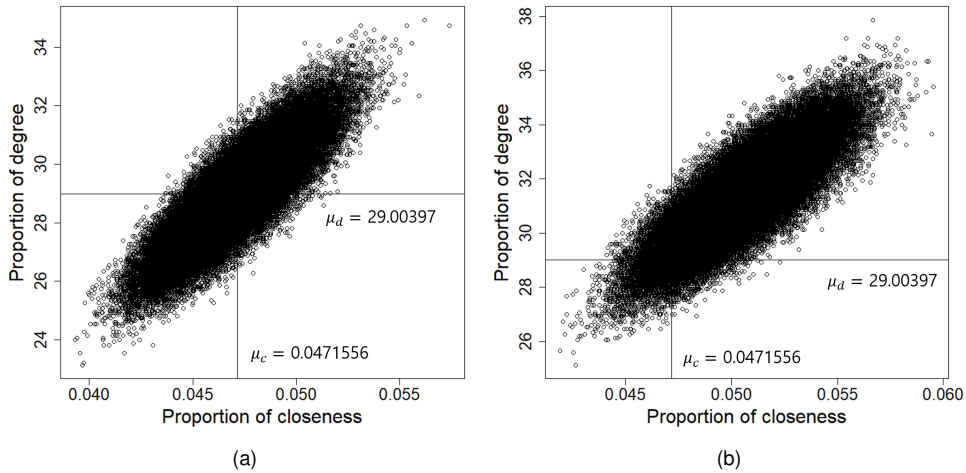 34
32
30
28
26
24
Proportion of degree
μd = 29.00397
μc = 0.0471556
0.040 0.045 0.050 0.055
Proportion of closeness
(a)
38
36
34
32
30
28
26
Proportion of degree
μd = 29.00397
μc = 0.0471556
0.045 0.050 0.055 0.060
Proportion of closeness
(b)